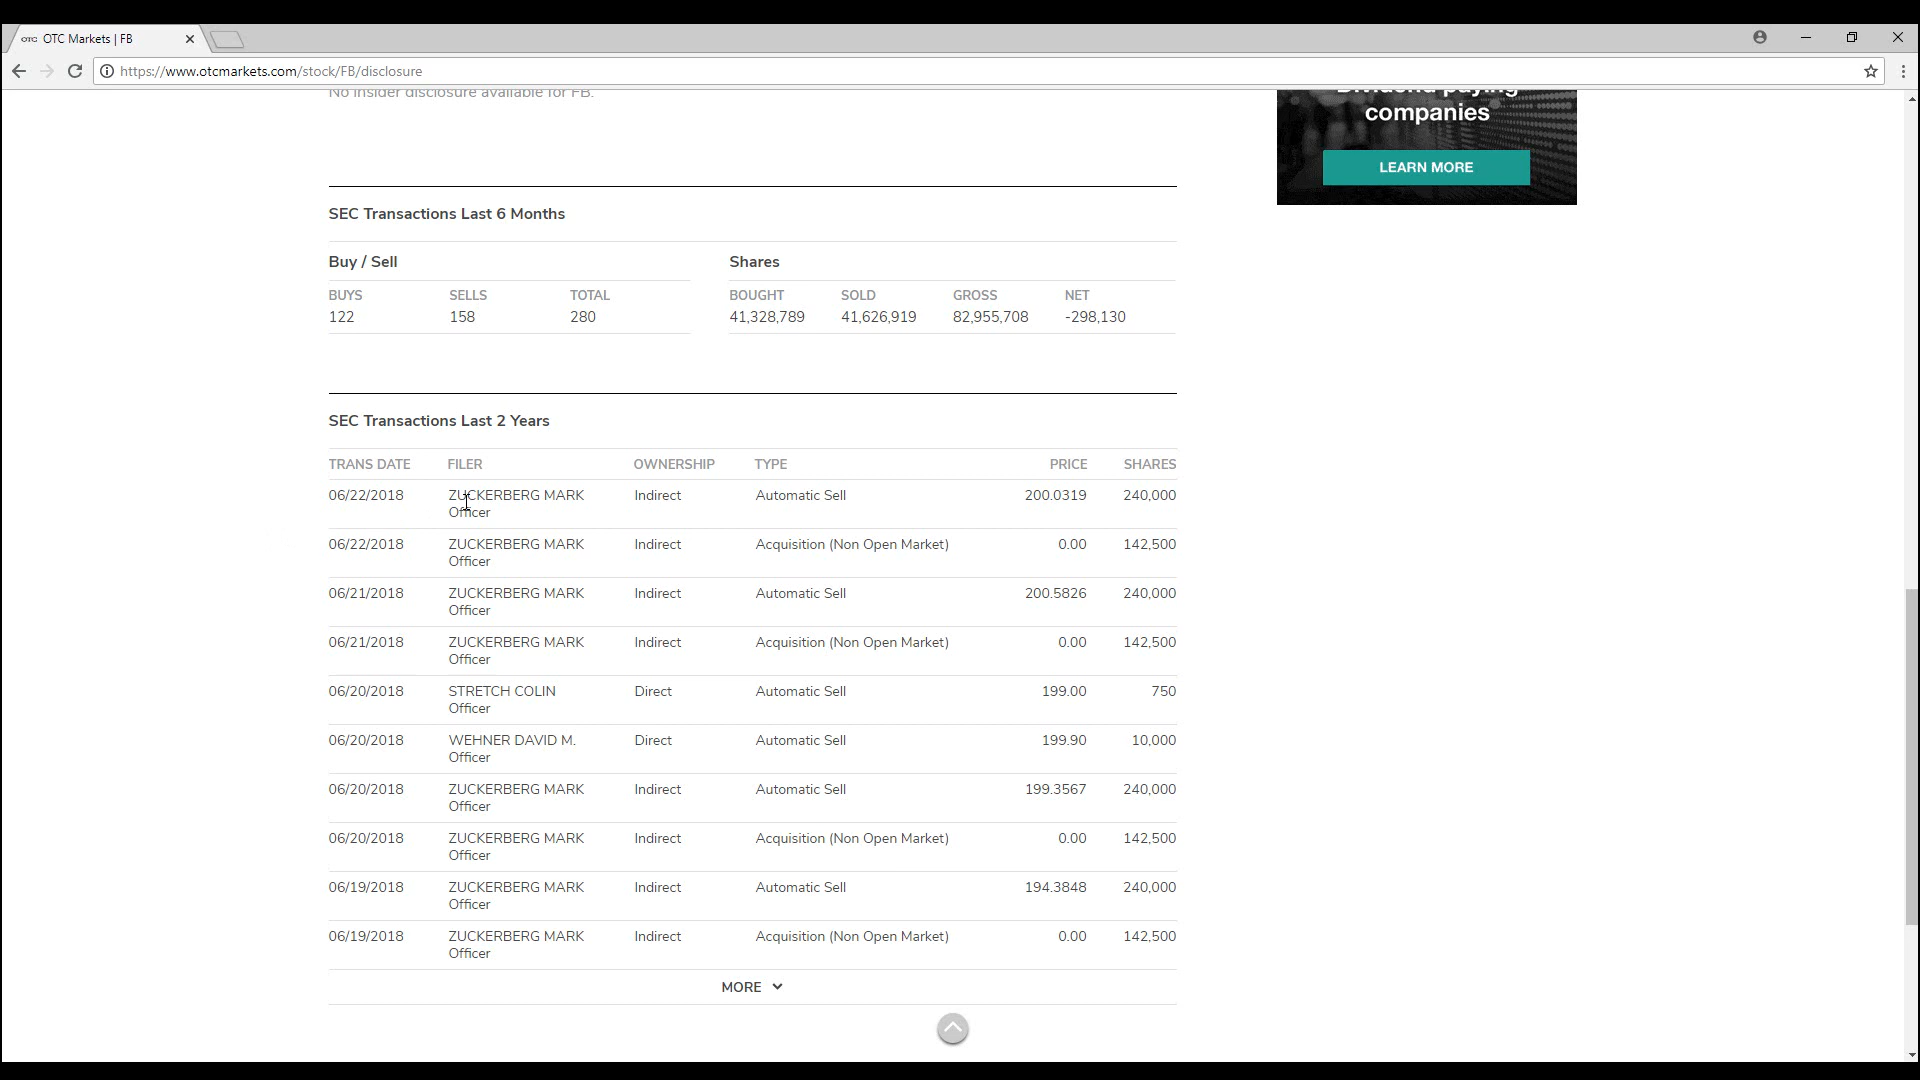 OTC OTC Markets | FB
https://www.otcmarkets.com/stock/FB/disclosure
No insider disclosure available for FB.
Dividend paying
companies
LEARN MORE
SEC Transactions Last 6 Months
Buy / Sell Shares
BUYS SELLS TOTAL BOUGHT SOLD GROSS NET
122 158 280 41,328,789 41,626,919 82,955,708 -298,130
SEC Transactions Last 2 Years
TRANS DATE FILER OWNERSHIP TYPE PRICE SHARES
06/22/2018 ZUCKERBERG MARK Indirect Automatic Sell 200.0319 240,000
Officer
06/22/2018 ZUCKERBERG MARK Indirect Acquisition (Non Open Market) 0.00 142,500
Officer
06/21/2018 ZUCKERBERG MARK Indirect Automatic Sell 200.5826 240,000
Officer
06/21/2018 ZUCKERBERG MARK Indirect Acquisition (Non Open Market) 0.00 142,500
Officer
06/20/2018 STRETCH COLIN Direct Automatic Sell 199.00 750
Officer
06/20/2018 WEHNER DAVID M. Direct Automatic Sell 199.90 10,000
Officer
06/20/2018 ZUCKERBERG MARK Indirect Automatic Sell 199.3567 240,000
Officer
06/20/2018 ZUCKERBERG MARK Indirect Acquisition (Non Open Market) 0.00 142,500
Officer
06/19/2018 ZUCKERBERG MARK Indirect Automatic Sell 194.3848 240,000
Officer
06/19/2018 ZUCKERBERG MARK Indirect Acquisition (Non Open Market) 0.00 142,500
Officer
MORE